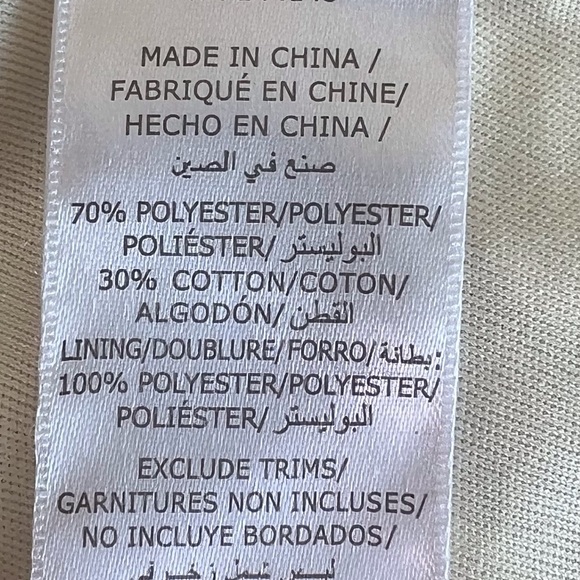 MADE IN CHINA /
FABRIQUÉ EN CHINE/
HECHO EN CHINA /
صنع في الصين
70% POLYESTER/POLYESTER/
POLIÉSTER/ البوليستر
30% COTTON/COTON/
ALGODÓN/ القطن
LINING/DOUBLURE/FORRO/بطانة:
100% POLYESTER/POLYESTER/
POLIÉSTER/ البوليستر
EXCLUDE TRIMS/
GARNITURES NON INCLUSES/
NO INCLUYE BORDADOS/